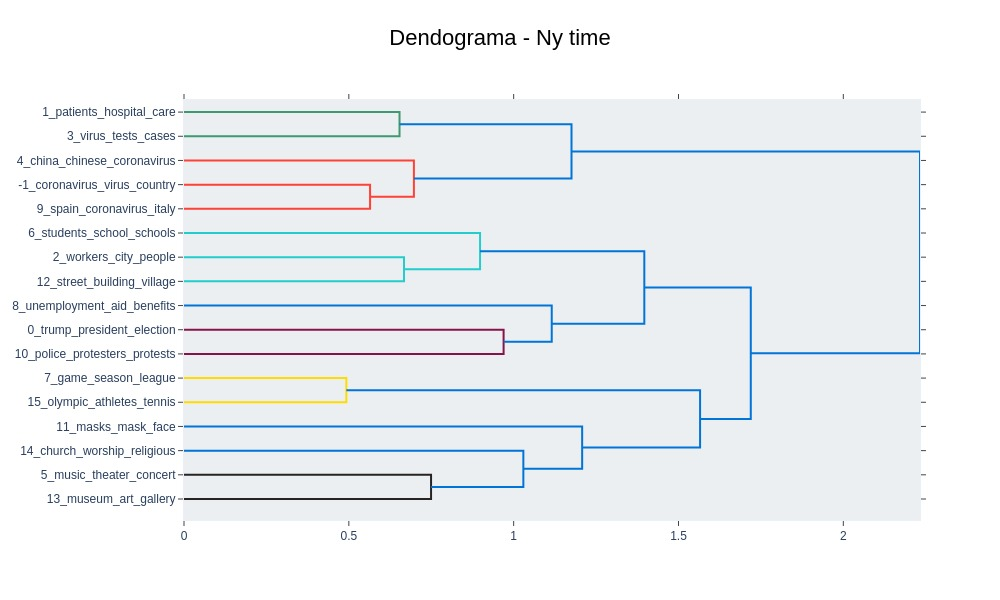 Dendograma - Ny time
1_patients_hospital_care
3_virus_tests_cases
4_china_chinese_coronavirus
-1_coronavirus_virus_country
9_spain_coronavirus_italy
6_students_school_schools
2_workers_city_people
12_street_building_village
8_unemployment_aid_benefits
0_trump_president_election
10_police_protesters_protests
7_game_season_league
15_olympic_athletes_tennis
11_masks_mask_face
14_church_worship_religious
5_music_theater_concert
13_museum_art_gallery
0 0.5 1 1.5 2